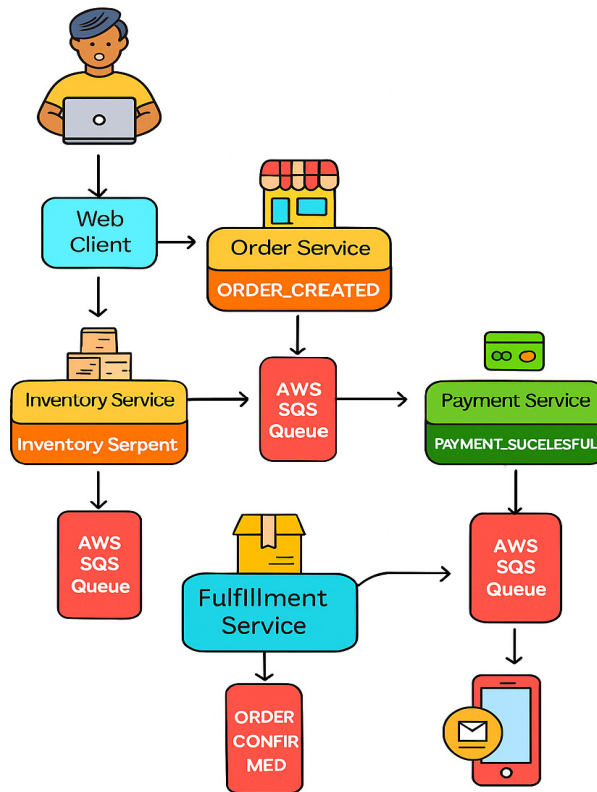 Web
Client
Order Service
ORDER_CREATED
Inventory Service
Inventory Serpent
AWS
SQS
Queue
Payment Service
PAYMENT_SUCELESFUL
AWS
SQS
Queue
FulfIllment
Service
AWS
SQS
Queue
ORDER
CONFIR
MED